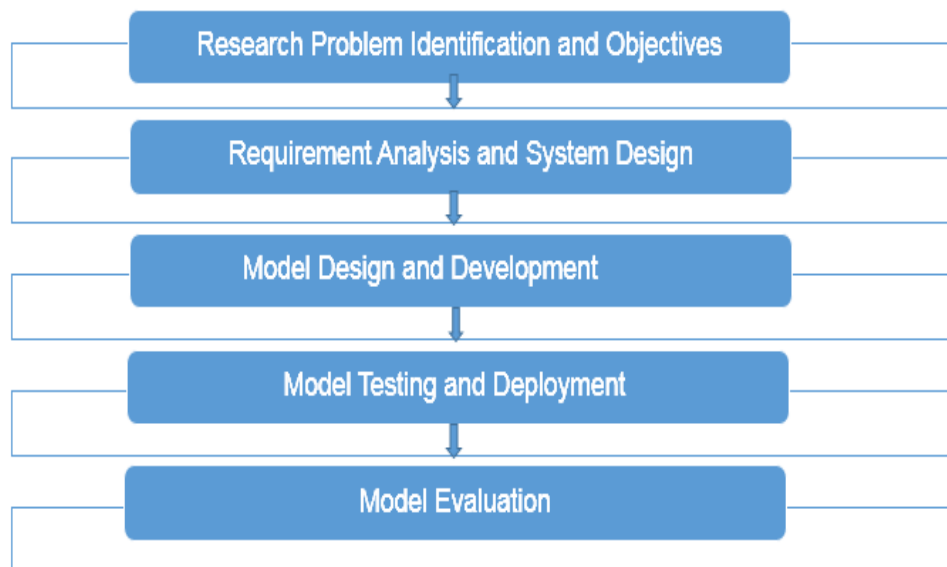 Research Problem Identification and Objectives
Requirement Analysis and System Design
Model Design and Development
Model Testing and Deployment
Model Evaluation